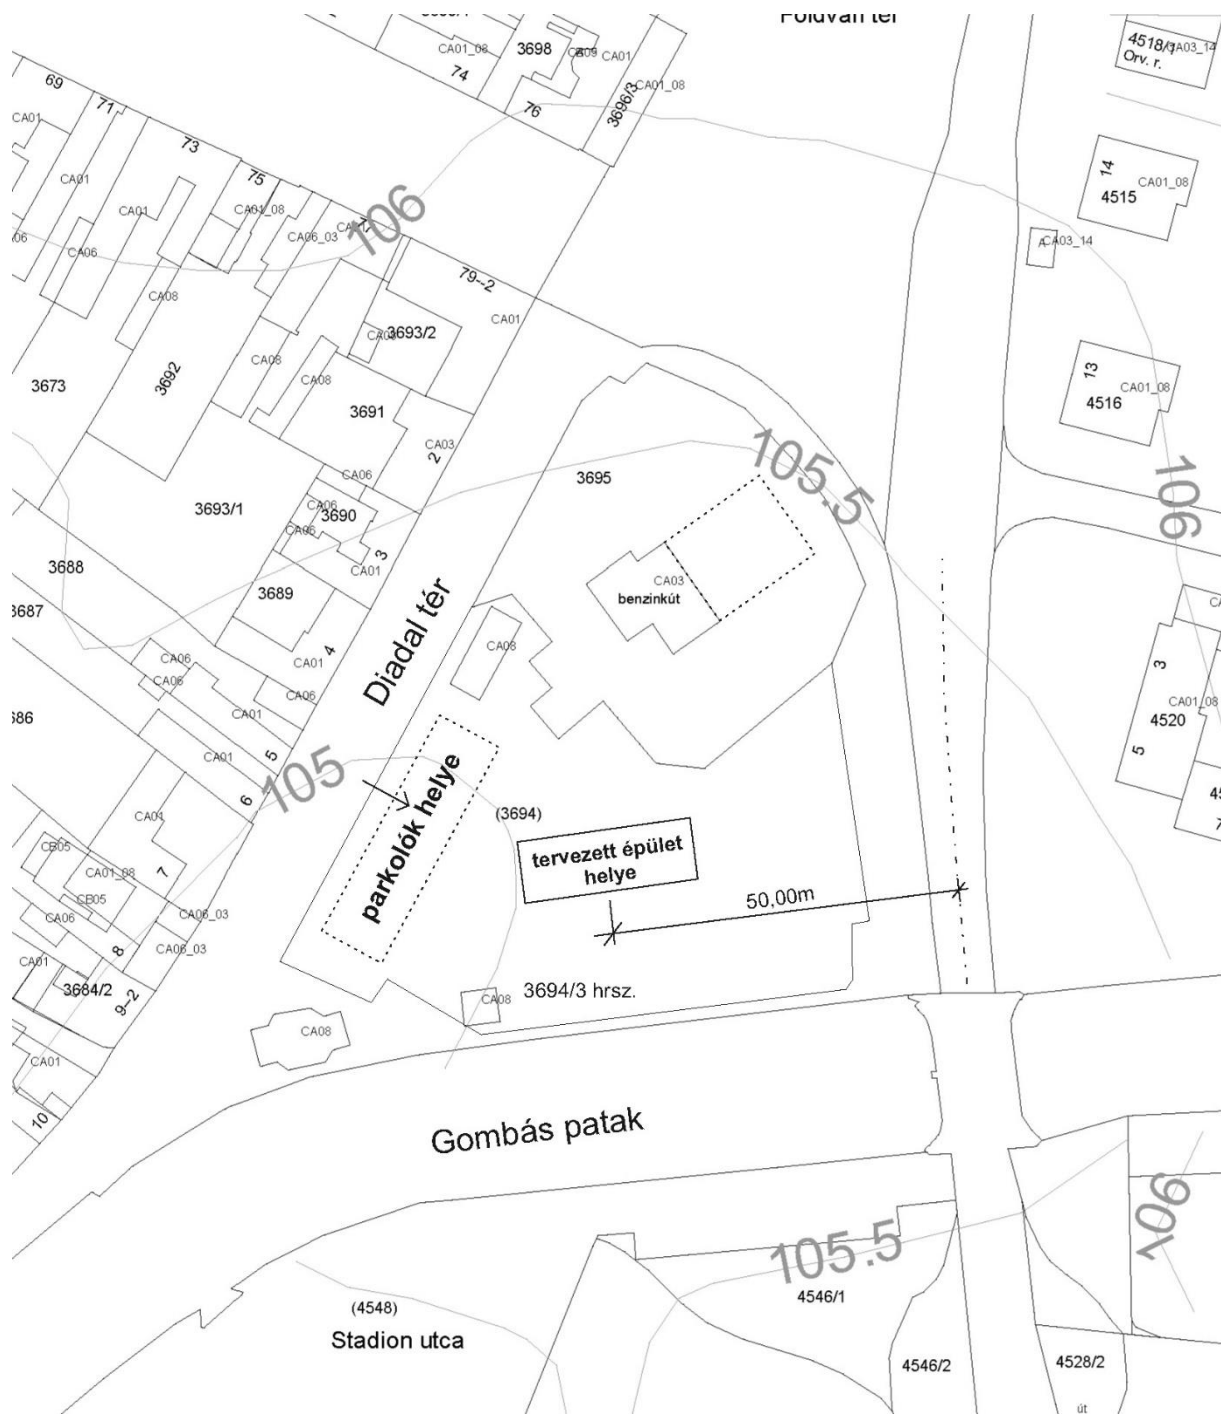 Földvári tér
3698
CA01_08
74
CA09
CA01
4518/1
CA03_14
Orv. r.
69
71
CA01
76
3696/3
CA01_08
73
75
CA01
CA01
CA01_08
CA06_03
106
14
4515
CA01_08
A
CA03_14
CA06
CA08
79--2
CA01
3693/2
3673
3692
CA08
CA08
3691
CA03
2
13
4516
CA01_08
105.5
106
CA06
3695
3693/1
CA06
3690
CA06
3
CA01
3688
3689
3687
CA03
benzinkút
Diadal tér
4
CA01
CA08
CA06
CA06
CA06
CA01
3
4520
CA01_08
5
CA01
5
6
105
parkolók helye
(3694)
CA01
CB05
CA01_08
7
CB05
CA06
CA06_03
CA06_03
8
tervezett épület
helye
50,00m
CA01
3684/2
9--2
CA08
3694/3 hrsz.
CA08
CA01
10
Gombás patak
106
105.5
4546/1
(4548)
Stadion utca
4546/2
4528/2
út